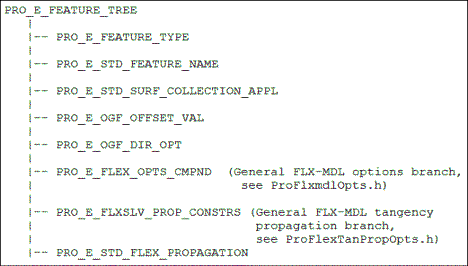 PRO_E_FEATURE_TREE
|
|-- PRO_E_FEATURE_TYPE
|
|-- PRO_E_STD_FEATURE_NAME
|
|-- PRO_E_STD_SURF_COLLECTION_APPL
|
|-- PRO_E_OGF_OFFSET_VAL
|
|-- PRO_E_OGF_DIR_OPT
|
|-- PRO_E_FLEX_OPTS_CMPND (General FLX-MDL options branch,
| see ProFlxmdlOpts.h)
|
|-- PRO_E_FLXSLV_PROP_CONSTRS (General FLX-MDL tangency
| propagation branch,
| see ProFlexTanPropOpts.h)
|-- PRO_E_STD_FLEX_PROPAGATION